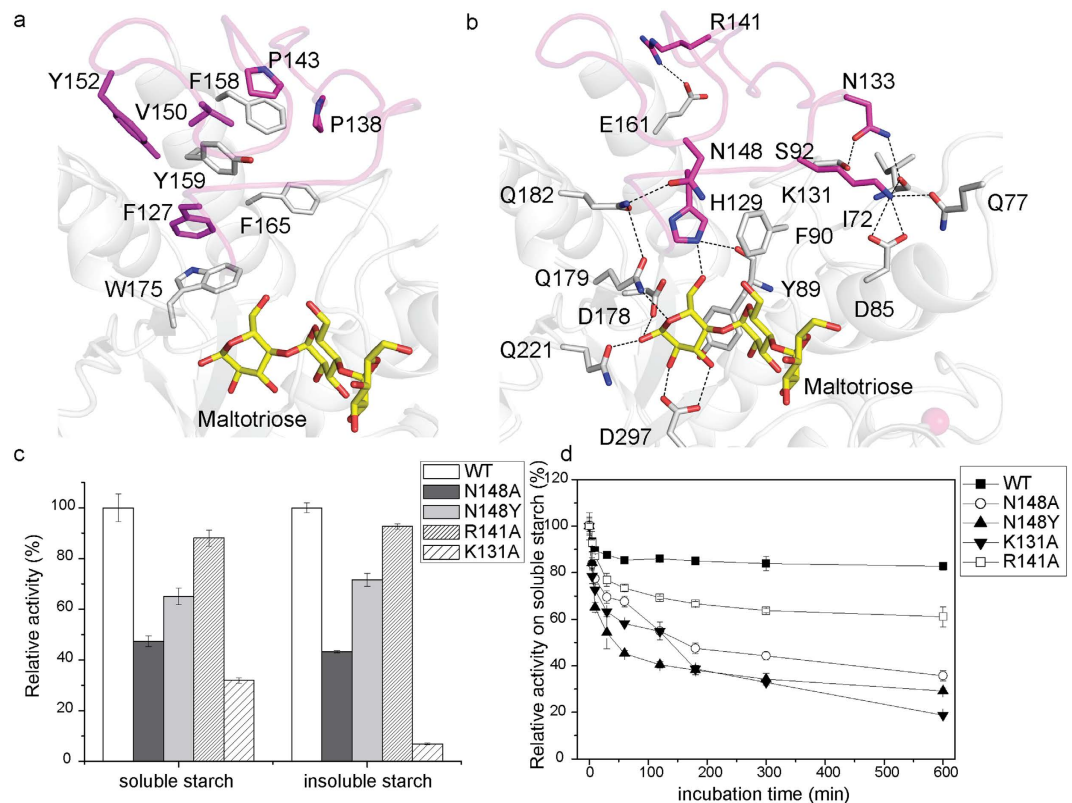 a
P143
Y152
F158
V150
P138
Y159
F127
F165
W175
Maltotriose
b
R141
N133
E161
N148
S92
Q182
H129
K131
I72
Q77
F90
Q179
Y89
D85
D178
Q221
Maltotriose
D297
c
WT
N148A
N148Y
R141A
K131A
Relative activity (%)
100
80
60
40
20
0
soluble starch
insoluble starch
d
WT
N148A
N148Y
K131A
R141A
Relative activity on soluble starch (%)
120
100
80
60
40
20
0
0
100
200
300
400
500
600
incubation time (min)